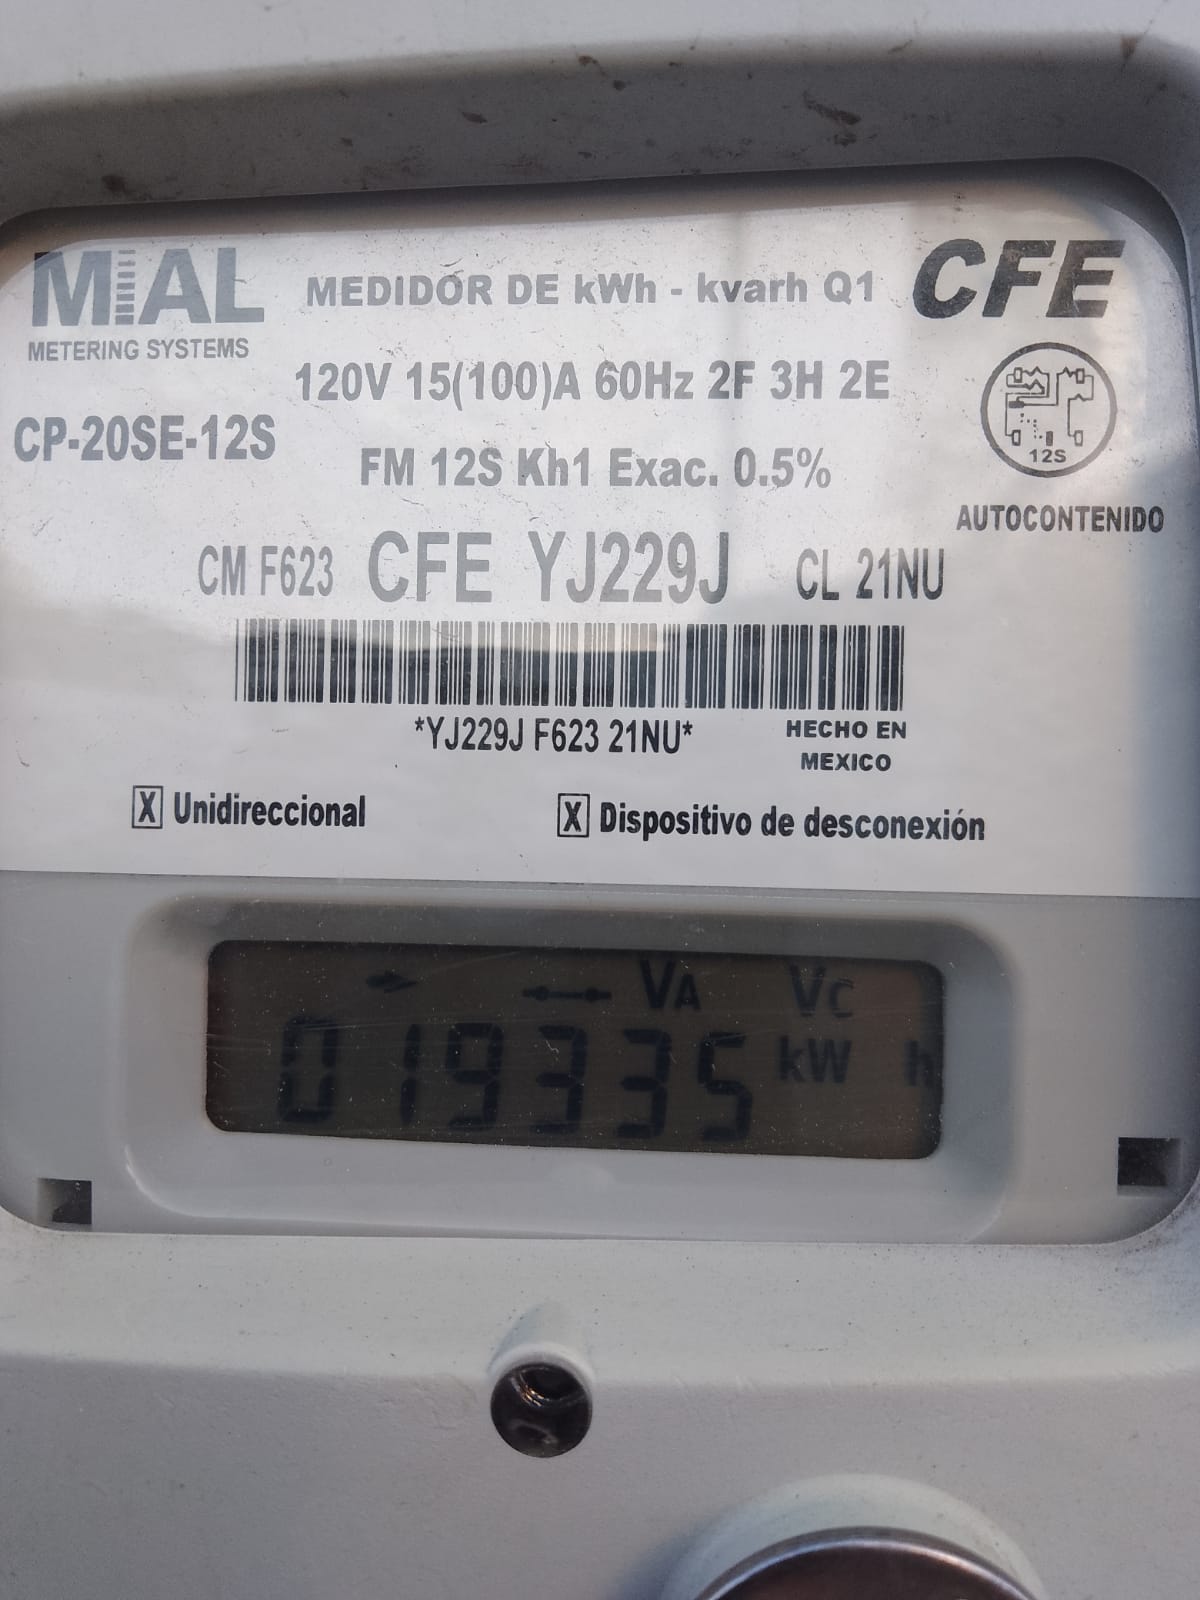 MIAL
METERING SYSTEMS
MEDIDOR DE kWh - kvarh Q1
CFE
120V 15(100)A 60Hz 2F 3H 2E
CP-20SE-12S
FM 12S Kh1 Exac. 0.5%
12S
AUTOCONTENIDO
CM F623 CFE YJ229J CL 21NU
*YJ229J F623 21NU*
HECHO EN
MEXICO
X Unidireccional
X Dispositivo de desconexión
VA VC
019335 kW h